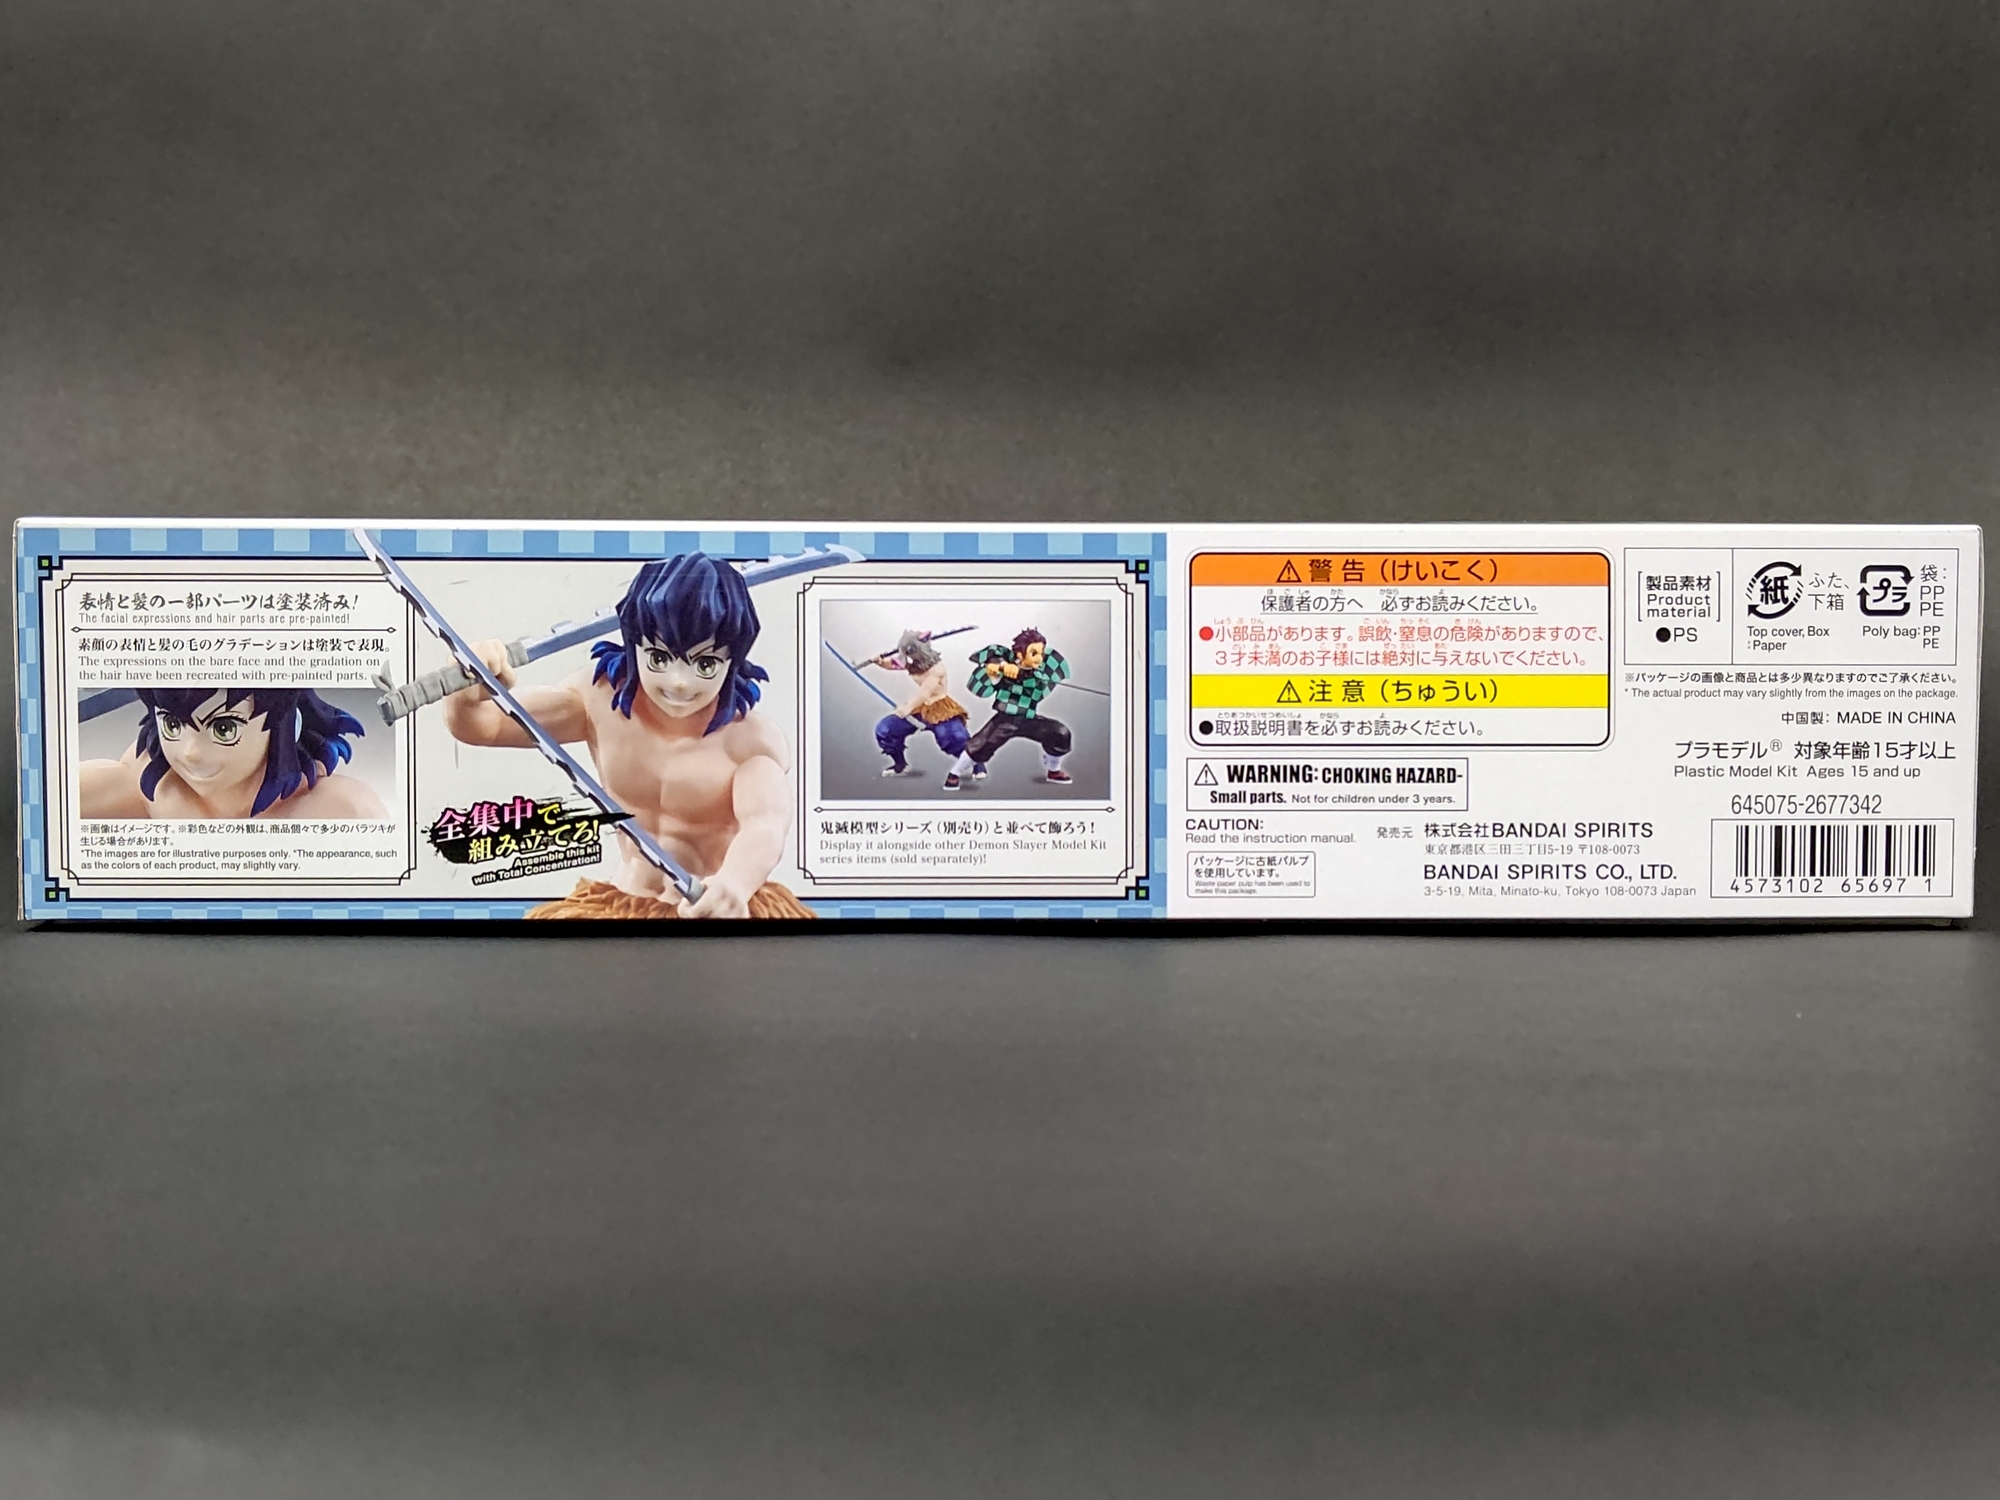 表情と髪の一部パーツは塗装済み!
The facial expressions and hair parts are pre-painted!
素顔の表情と髪の毛のグラデーションは塗装で表現。
The expressions on the bare face and the gradation on
the hair have been recreated with pre-painted parts.
※画像はイメージです。※彩色などの外観は、商品個々で多少のバラツキが
生じる場合があります。
*The images are for illustrative purposes only. *The appearance, such
as the colors of each product, may slightly vary.
全集中で
組み立てろ!
Assemble this kit
with Total Concentration!
鬼滅模型シリーズ(別売り)と並べて飾ろう!
Display it alongside other Demon Slayer Model Kit
series items (sold separately)!
警告(けいこく)
保護者の方へ 必ずお読みください。
●小部品があります。誤飲・窒息の危険がありますので、
3才未満のお子様には絶対に与えないでください。
注意(ちゅうい)
●取扱説明書を必ずお読みください。
WARNING: CHOKING HAZARD-
Small parts. Not for children under 3 years.
CAUTION:
Read the instruction manual.
パッケージに古紙パルプ
を使用しています。
Waste paper pulp has been used to
make this package.
発売元 株式会社BANDAI SPIRITS
東京都港区三田三丁目5-19 〒108-0073
BANDAI SPIRITS CO., LTD.
3-5-19, Mita, Minato-ku, Tokyo 108-0073 Japan
製品素材
Product
material
●PS
紙
ふた、
下箱
Top cover, Box
: Paper
プラ
袋:
PP
PE
Poly bag: PP
PE
※パッケージの画像と商品とは多少異なりますのでご了承ください。
* The actual product may vary slightly from the images on the package.
中国製: MADE IN CHINA
プラモデル® 対象年齢15才以上
Plastic Model Kit Ages 15 and up
645075-2677342
4573102 65697 1